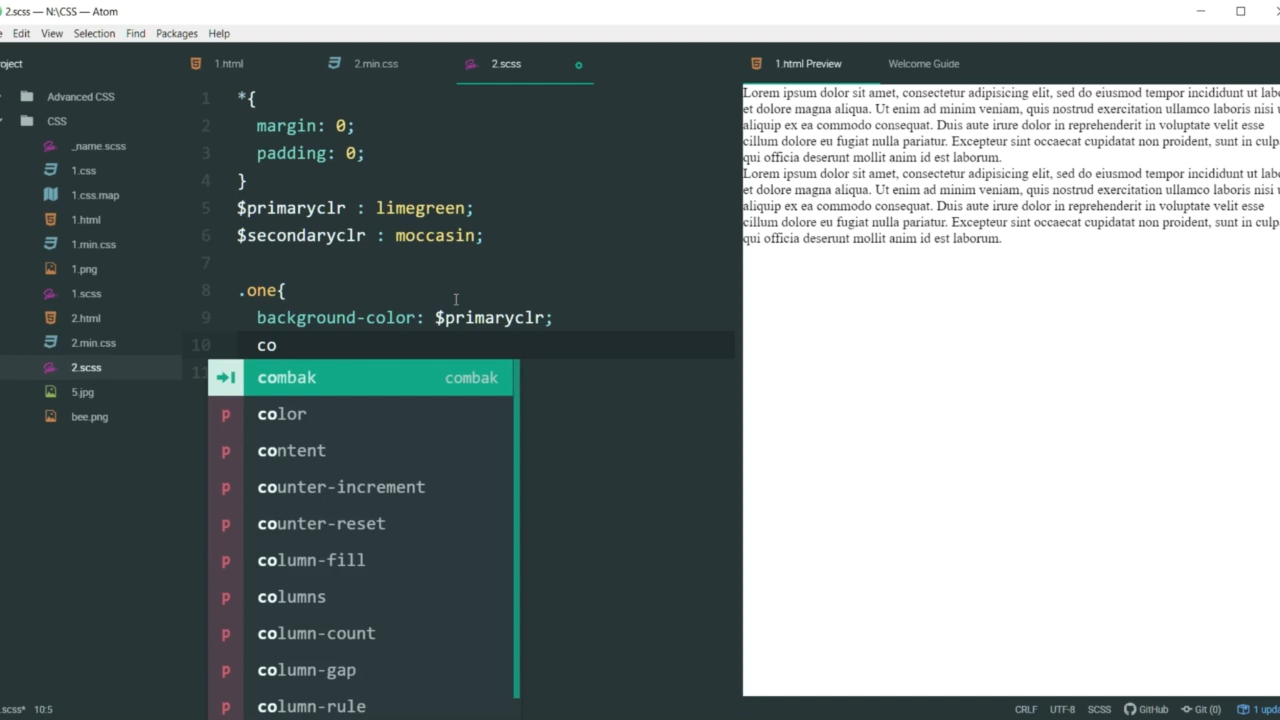 2.scss — N:\CSS — Atom
Edit View Selection Find Packages Help
1.html
2.min.css
2.scss
1.html Preview
Welcome Guide
Advanced CSS
CSS
_name.scss
1.css
1.css.map
1.html
1.min.css
1.png
1.scss
2.html
2.min.css
2.scss
5.jpg
bee.png
1 *{
2 margin: 0;
3 padding: 0;
4 }
5 $primaryclr : limegreen;
6 $secondaryclr : moccasin;
7
8 .one{
9 background-color: $primaryclr;
10 co
combak combak
p color
p content
p counter-increment
p counter-reset
p column-fill
p columns
p column-count
p column-gap
p column-rule
Lorem ipsum dolor sit amet, consectetur adipisicing elit, sed do eiusmod tempor incididunt ut
et dolore magna aliqua. Ut enim ad minim veniam, quis nostrud exercitation ullamco laboris nisi
aliquip ex ea commodo consequat. Duis aute irure dolor in reprehenderit in voluptate velit esse
cillum dolore eu fugiat nulla pariatur. Excepteur sint occaecat cupidatat non proident, sunt in
qui officia deserunt mollit anim id est laborum.
Lorem ipsum dolor sit amet, consectetur adipisicing elit, sed do eiusmod tempor incididunt ut
et dolore magna aliqua. Ut enim ad minim veniam, quis nostrud exercitation ullamco laboris nisi
aliquip ex ea commodo consequat. Duis aute irure dolor in reprehenderit in voluptate velit esse
cillum dolore eu fugiat nulla pariatur. Excepteur sint occaecat cupidatat non proident, sunt in
qui officia deserunt mollit anim id est laborum.
.scss* 10:5
CRLF UTF-8 SCSS GitHub Git (0) 1